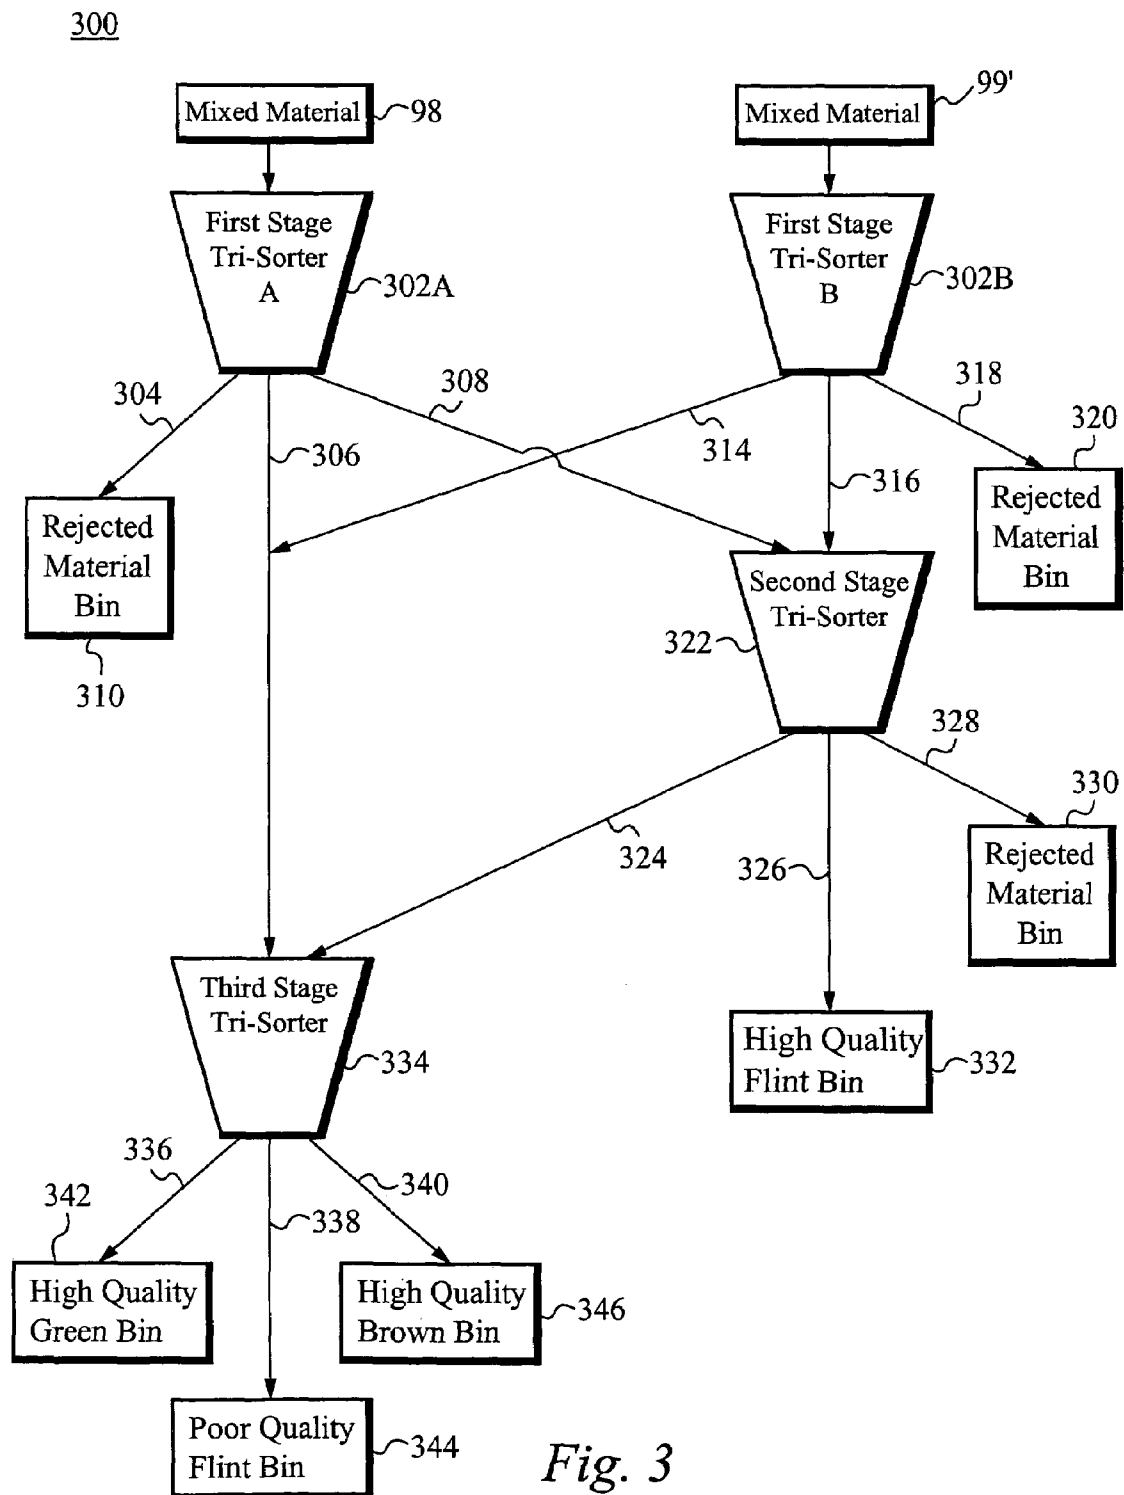 300
Mixed Material
98
Mixed Material
99'
First Stage
Tri-Sorter
A
302A
First Stage
Tri-Sorter
B
302B
304
306
308
314
316
318
320
Rejected
Material
Bin
310
Rejected
Material
Bin
Second Stage
Tri-Sorter
322
324
326
328
330
Rejected
Material
Bin
Third Stage
Tri-Sorter
334
High Quality
Flint Bin
332
336
338
340
342
High Quality
Green Bin
High Quality
Brown Bin
346
Poor Quality
Flint Bin
344
Fig. 3